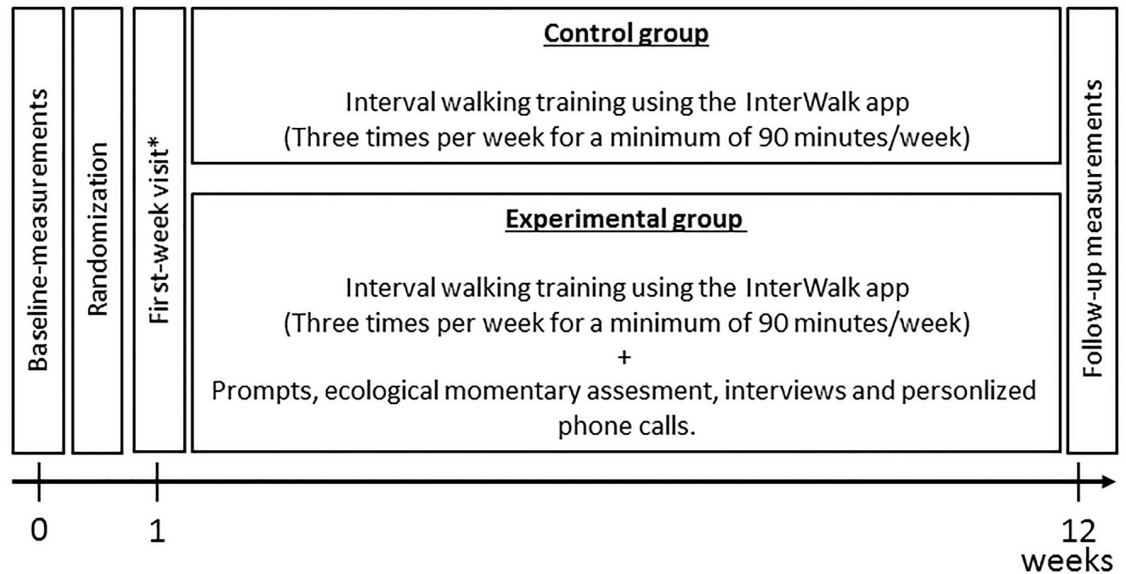 Baseline-measurements
Randomization
First-week visit*
Control group
Interval walking training using the InterWalk app
(Three times per week for a minimum of 90 minutes/week)
Experimental group
Interval walking training using the InterWalk app
(Three times per week for a minimum of 90 minutes/week)
+
Prompts, ecological momentary assesment, interviews and personlized
phone calls.
Follow-up measurements
0
1
12
weeks